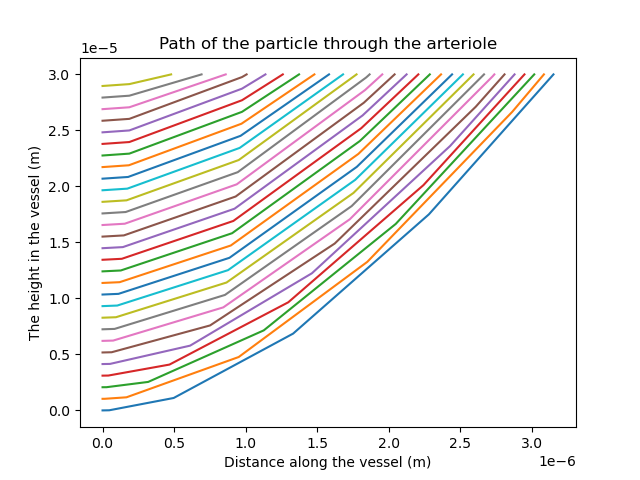 Path of the particle through the arteriole
1e−5
3.0
2.5
2.0
1.5
1.0
0.5
0.0
The height in the vessel (m)
0.0 0.5 1.0 1.5 2.0 2.5 3.0
1e−6
Distance along the vessel (m)